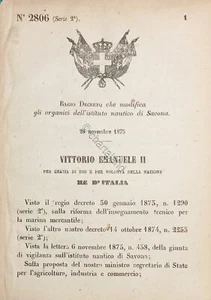 N° 2806 (Serie 2ª).
1
REGIO DECRETO che modifica
gli organici dell'istituto nautico di Savona.
28 novembre 1875
VITTORIO EMANUELE II
PER GRAZIA DI DIO E PER VOLONTÀ DELLA NAZIONE
RE D'ITALIA
Visto il regio decreto 30 gennaio 1875, n. 1290
(serie 2ª), sulla riforma dell'insegnamento tecnico per
la marina mercantile;
Visto l'altro nostro decreto 14 ottobre 1874, n. 2255
(serie 2ª);
Vista la lettera 6 novembre 1875, n. 458, della giunta
di vigilanza sull'istituto nautico di Savona;
Sulla proposta del nostro ministro segretario di Stato
per l'agricoltura, industria e commercio;